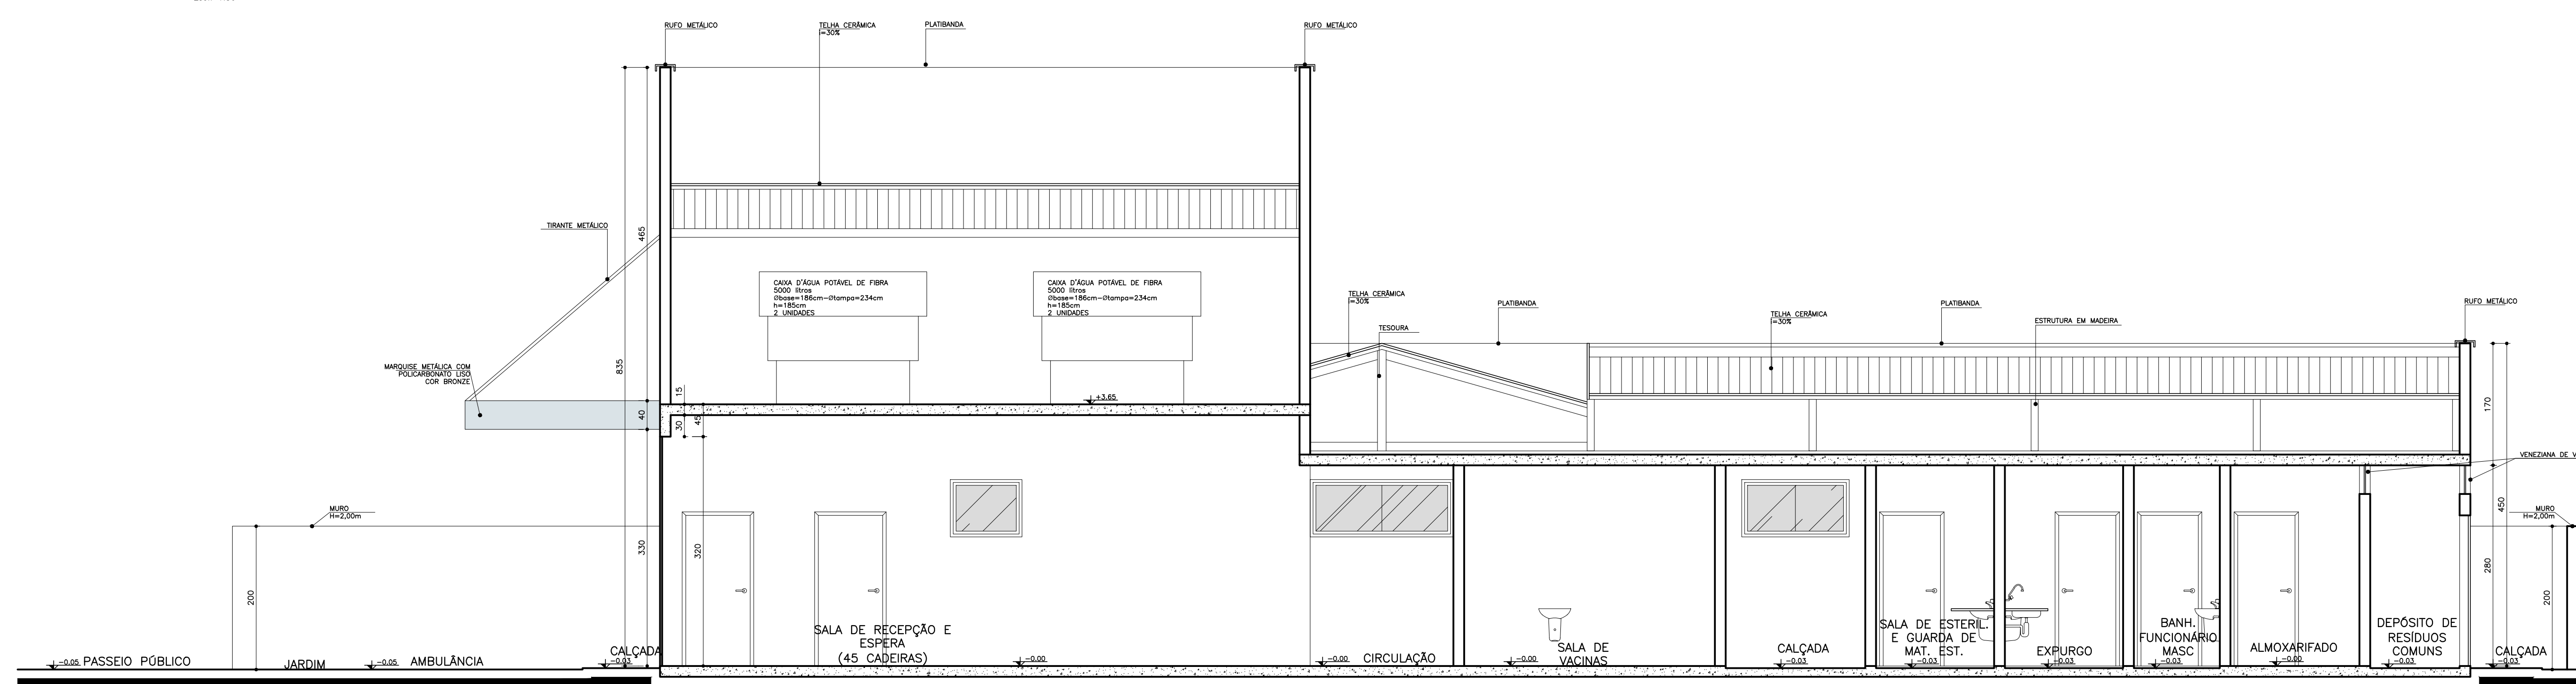 RUFO METÁLICO
TELHA CERÂMICA
i=30%
PLATIBANDA
RUFO METÁLICO
TIRANTE METÁLICO
465
835
MARQUISE METÁLICA COM
POLICARBONATO LISO
COR BRONZE
40
15
30
45
CAIXA D'ÁGUA POTÁVEL DE FIBRA
5000 litros
Øbase=186cm-Øtampa=234cm
h=185cm
2 UNIDADES
CAIXA D'ÁGUA POTÁVEL DE FIBRA
5000 litros
Øbase=186cm-Øtampa=234cm
h=185cm
2 UNIDADES
+3.65
TELHA CERÂMICA
i=30%
TESOURA
PLATIBANDA
TELHA CERÂMICA
i=30%
PLATIBANDA
ESTRUTURA EM MADEIRA
RUFO METÁLICO
170
450
280
VENEZIANA DE V
MURO
H=2,00m
200
330
320
MURO
H=2,00m
200
-0.05
PASSEIO PÚBLICO
JARDIM
-0.05
AMBULÂNCIA
CALÇADA
-0.03
SALA DE RECEPÇÃO E
ESPERA
(45 CADEIRAS)
-0.00
-0.00
CIRCULAÇÃO
-0.00
SALA DE
VACINAS
CALÇADA
-0.03
SALA DE ESTERIL.
E GUARDA DE
MAT. EST.
-0.03
EXPURGO
-0.03
BANH.
FUNCIONÁRIO
MASC
-0.03
ALMOXARIFADO
-0.00
DEPÓSITO DE
RESÍDUOS
COMUNS
-0.03
CALÇADA
-0.03